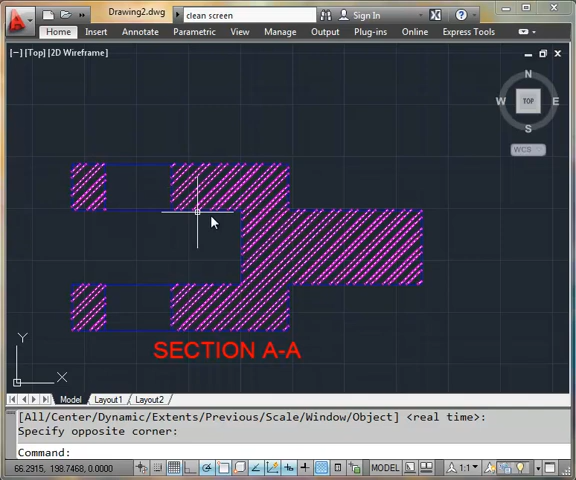 Drawing2.dwg
clean screen
Sign In
Home Insert Annotate Parametric View Manage Output Plug-ins Online Express Tools
[−] [Top] [2D Wireframe]
N
W TOP E
S
WCS
SECTION A-A
Y
X
Model Layout1 Layout2
[All/Center/Dynamic/Extents/Previous/Scale/Window/Object] <real time>:
Specify opposite corner:
Command:
66.2915, 198.7468, 0.0000 MODEL 1:1